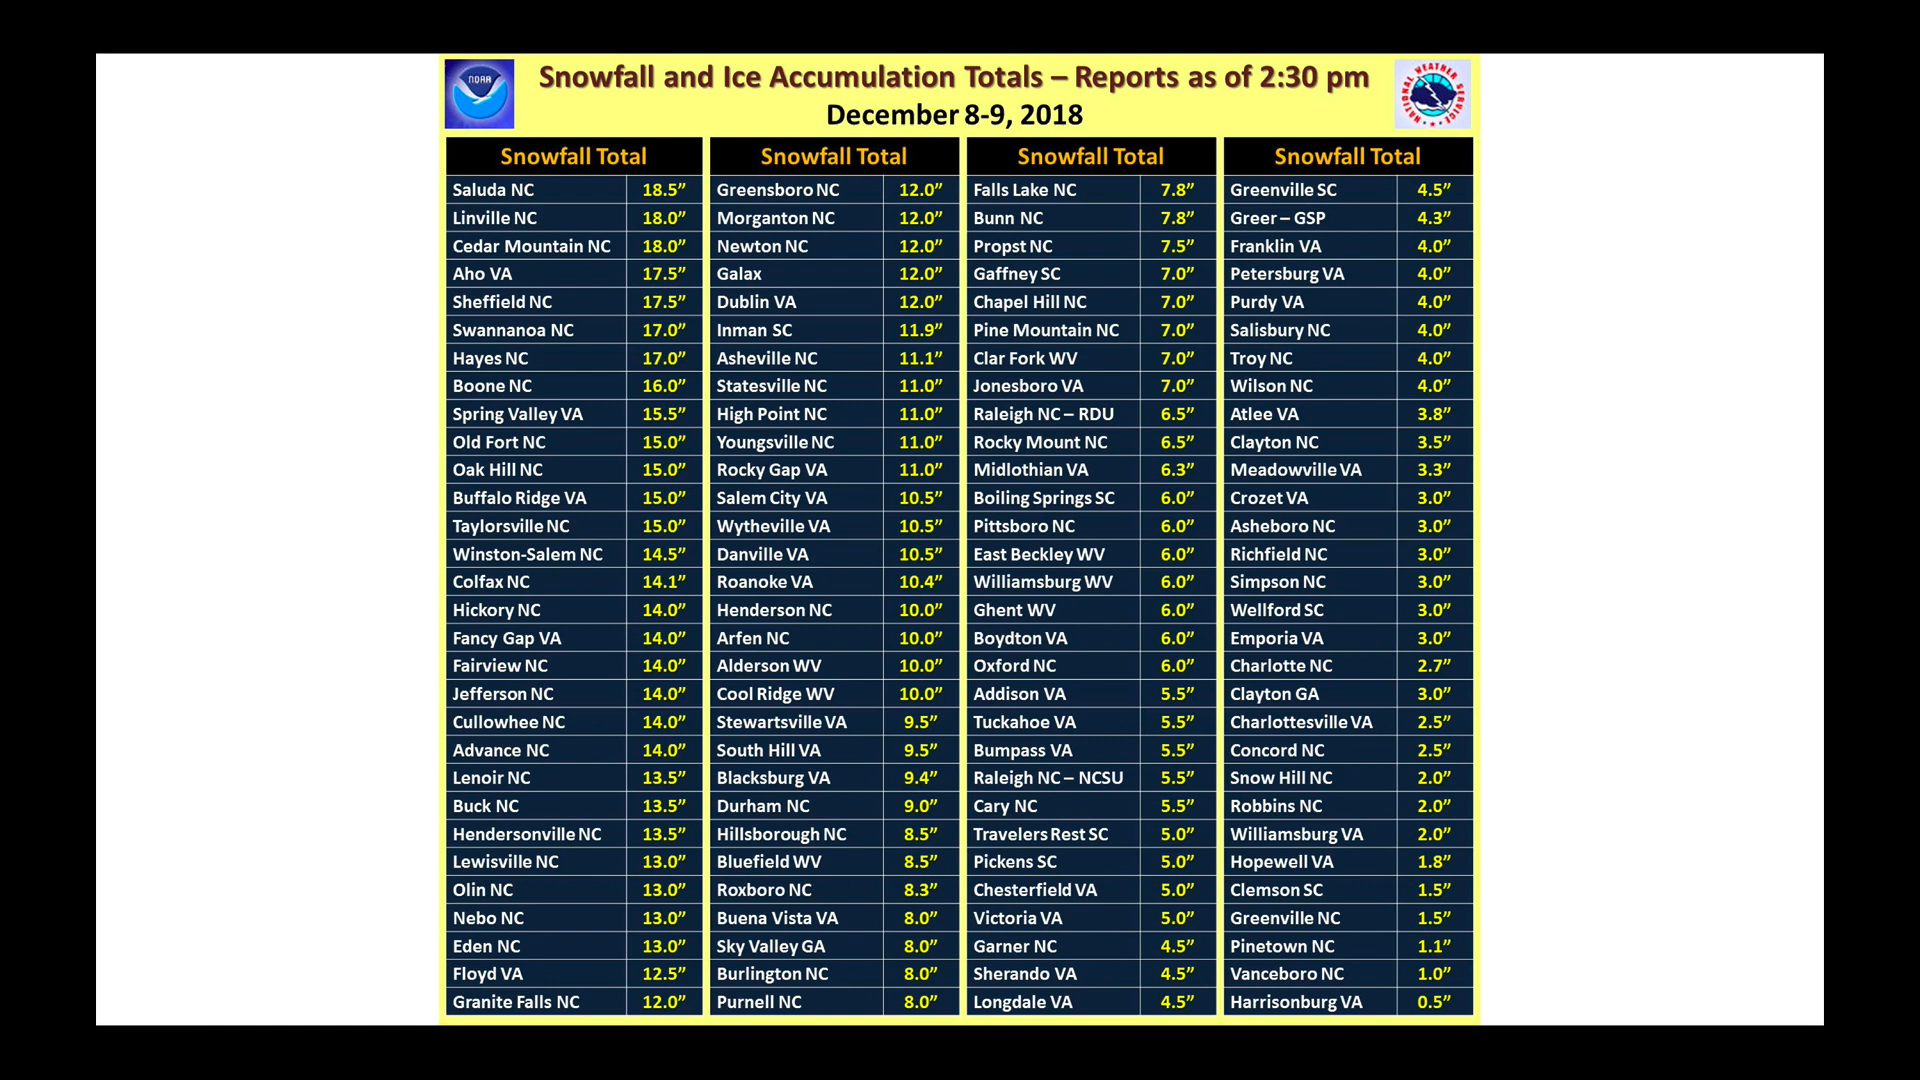 NOAA
Snowfall and Ice Accumulation Totals – Reports as of 2:30 pm
NATIONAL WEATHER SERVICE
December 8-9, 2018
Snowfall Total
Saluda NC 18.5”
Linville NC 18.0”
Cedar Mountain NC 18.0”
Aho VA 17.5”
Sheffield NC 17.5”
Swannanoa NC 17.0”
Hayes NC 17.0”
Boone NC 16.0”
Spring Valley VA 15.5”
Old Fort NC 15.0”
Oak Hill NC 15.0”
Buffalo Ridge VA 15.0”
Taylorsville NC 15.0”
Winston-Salem NC 14.5”
Colfax NC 14.1”
Hickory NC 14.0”
Fancy Gap VA 14.0”
Fairview NC 14.0”
Jefferson NC 14.0”
Cullowhee NC 14.0”
Advance NC 14.0”
Lenoir NC 13.5”
Buck NC 13.5”
Hendersonville NC 13.5”
Lewisville NC 13.0”
Olin NC 13.0”
Nebo NC 13.0”
Eden NC 13.0”
Floyd VA 12.5”
Granite Falls NC 12.0”
Snowfall Total
Greensboro NC 12.0”
Morganton NC 12.0”
Newton NC 12.0”
Galax 12.0”
Dublin VA 12.0”
Inman SC 11.9”
Asheville NC 11.1”
Statesville NC 11.0”
High Point NC 11.0”
Youngsville NC 11.0”
Rocky Gap VA 11.0”
Salem City VA 10.5”
Wytheville VA 10.5”
Danville VA 10.5”
Roanoke VA 10.4”
Henderson NC 10.0”
Arfen NC 10.0”
Alderson WV 10.0”
Cool Ridge WV 10.0”
Stewartsville VA 9.5”
South Hill VA 9.5”
Blacksburg VA 9.4”
Durham NC 9.0”
Hillsborough NC 8.5”
Bluefield WV 8.5”
Roxboro NC 8.3”
Buena Vista VA 8.0”
Sky Valley GA 8.0”
Burlington NC 8.0”
Purnell NC 8.0”
Snowfall Total
Falls Lake NC 7.8”
Bunn NC 7.8”
Propst NC 7.5”
Gaffney SC 7.0”
Chapel Hill NC 7.0”
Pine Mountain NC 7.0”
Clar Fork WV 7.0”
Jonesboro VA 7.0”
Raleigh NC – RDU 6.5”
Rocky Mount NC 6.5”
Midlothian VA 6.3”
Boiling Springs SC 6.0”
Pittsboro NC 6.0”
East Beckley WV 6.0”
Williamsburg WV 6.0”
Ghent WV 6.0”
Boydton VA 6.0”
Oxford NC 6.0”
Addison VA 5.5”
Tuckahoe VA 5.5”
Bumpass VA 5.5”
Raleigh NC – NCSU 5.5”
Cary NC 5.5”
Travelers Rest SC 5.0”
Pickens SC 5.0”
Chesterfield VA 5.0”
Victoria VA 5.0”
Garner NC 4.5”
Sherando VA 4.5”
Longdale VA 4.5”
Snowfall Total
Greenville SC 4.5”
Greer – GSP 4.3”
Franklin VA 4.0”
Petersburg VA 4.0”
Purdy VA 4.0”
Salisbury NC 4.0”
Troy NC 4.0”
Wilson NC 4.0”
Atlee VA 3.8”
Clayton NC 3.5”
Meadowville VA 3.3”
Crozet VA 3.0”
Asheboro NC 3.0”
Richfield NC 3.0”
Simpson NC 3.0”
Wellford SC 3.0”
Emporia VA 3.0”
Charlotte NC 2.7”
Clayton GA 3.0”
Charlottesville VA 2.5”
Concord NC 2.5”
Snow Hill NC 2.0”
Robbins NC 2.0”
Williamsburg VA 2.0”
Hopewell VA 1.8”
Clemson SC 1.5”
Greenville NC 1.5”
Pinetown NC 1.1”
Vanceboro NC 1.0”
Harrisonburg VA 0.5”